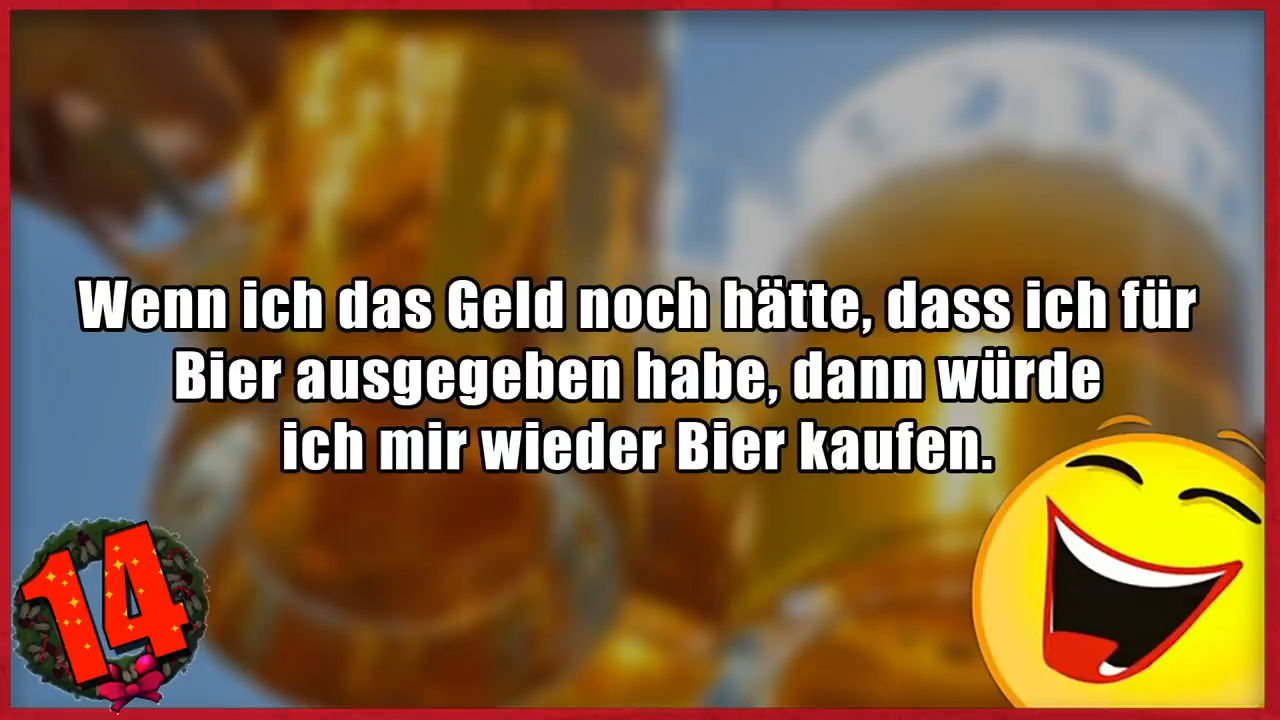 Wenn ich das Geld noch hätte, dass ich für
Bier ausgegeben habe, dann würde
ich mir wieder Bier kaufen.
14